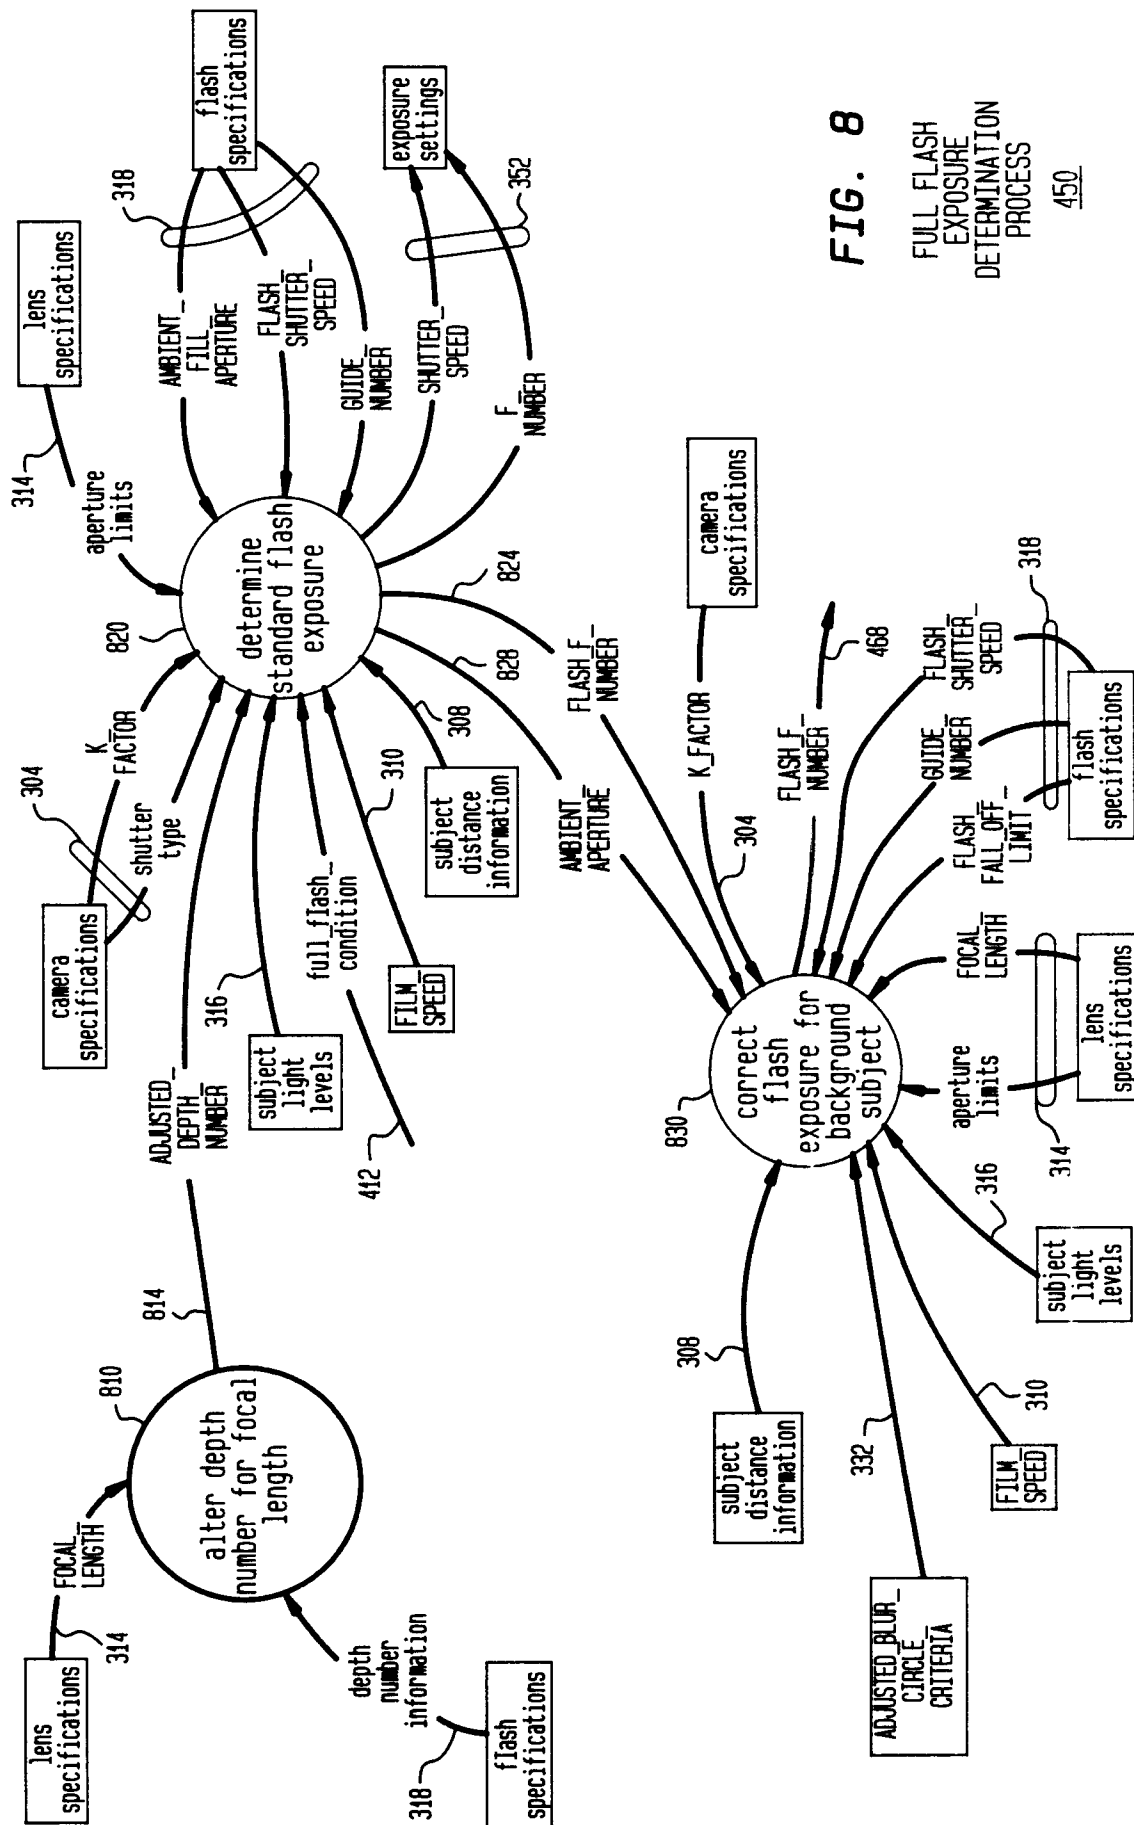 lens
specifications
314
FOCAL_
LENGTH
810
alter depth
number for focal
length
depth
number
information
318
flash
specifications
814
ADJUSTED_
DEPTH_
NUMBER
camera
specifications
304
K_
FACTOR
shutter
type
316
subject
light
levels
full_flash_
condition
412
FILM_
SPEED
310
subject
distance
information
308
820
determine
standard flash
exposure
aperture
limits
314
lens
specifications
AMBIENT_
FILL_
APERTURE
FLASH_
SHUTTER_
SPEED
GUIDE_
NUMBER
318
flash
specifications
SHUTTER_
SPEED
F_
NUMBER
352
exposure
settings
824
828
FLASH_F_
NUMBER
AMBIENT_
APERTURE
K_FACTOR
304
camera
specifications
FLASH_F_
NUMBER
468
830
correct
flash
exposure for
background
subject
subject
distance
information
308
ADJUSTED_BLUR_
CIRCLE_
CRITERIA
332
FILM_
SPEED
310
subject
light
levels
316
aperture
limits
FOCAL_
LENGTH
314
lens
specifications
FLASH_
FALL_OFF_
LIMIT
GUIDE_
NUMBER
FLASH_
SHUTTER_
SPEED
318
flash
specifications
FIG. 8
FULL FLASH
EXPOSURE
DETERMINATION
PROCESS
450